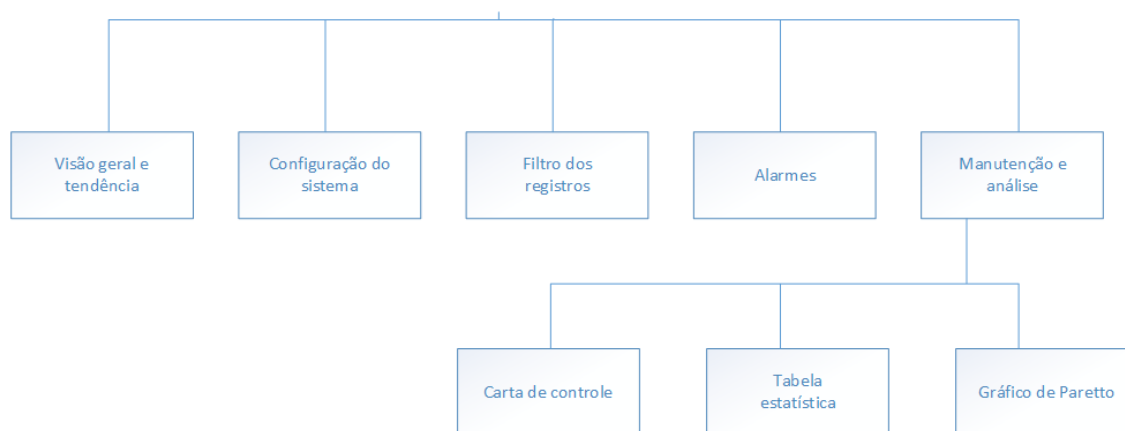 Visão geral e
tendência
Configuração do
sistema
Filtro dos
registros
Alarmes
Manutenção e
análise
Carta de controle
Tabela
estatística
Gráfico de Paretto